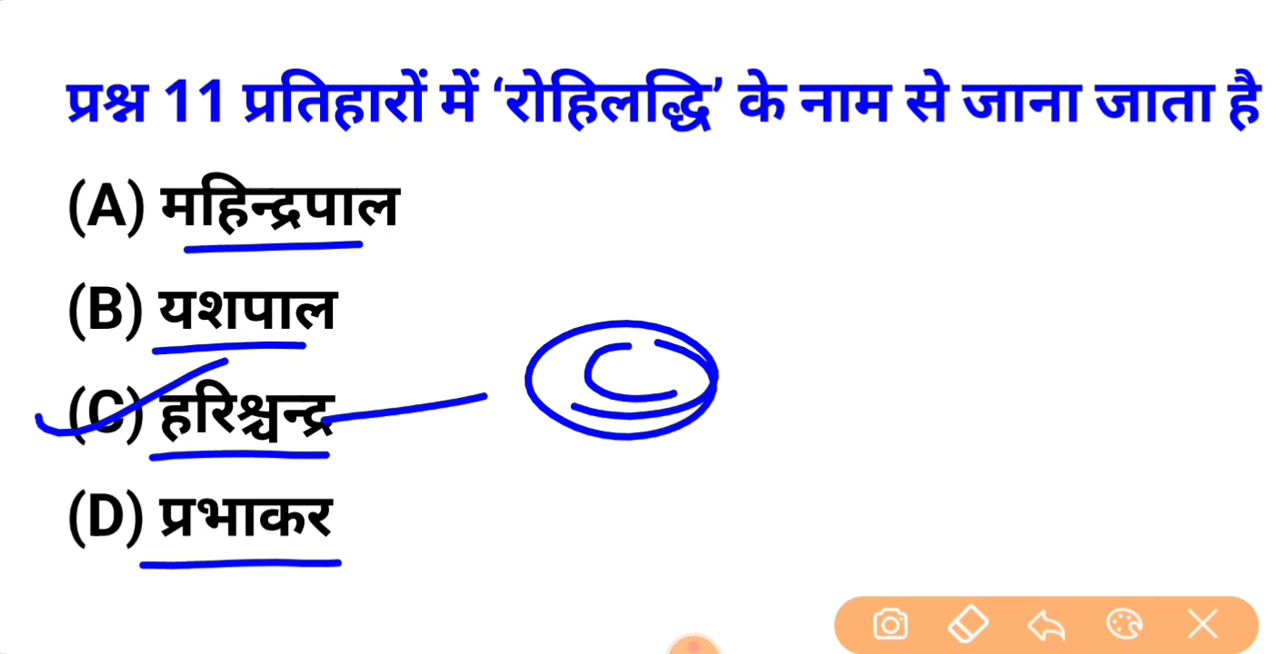 प्रश्न 11 प्रतिहारों में ‘रोहिलद्धि’ के नाम से जाना जाता है
(A) महिन्द्रपाल
(B) यशपाल
(C) हरिश्चन्द्र
C
(D) प्रभाकर